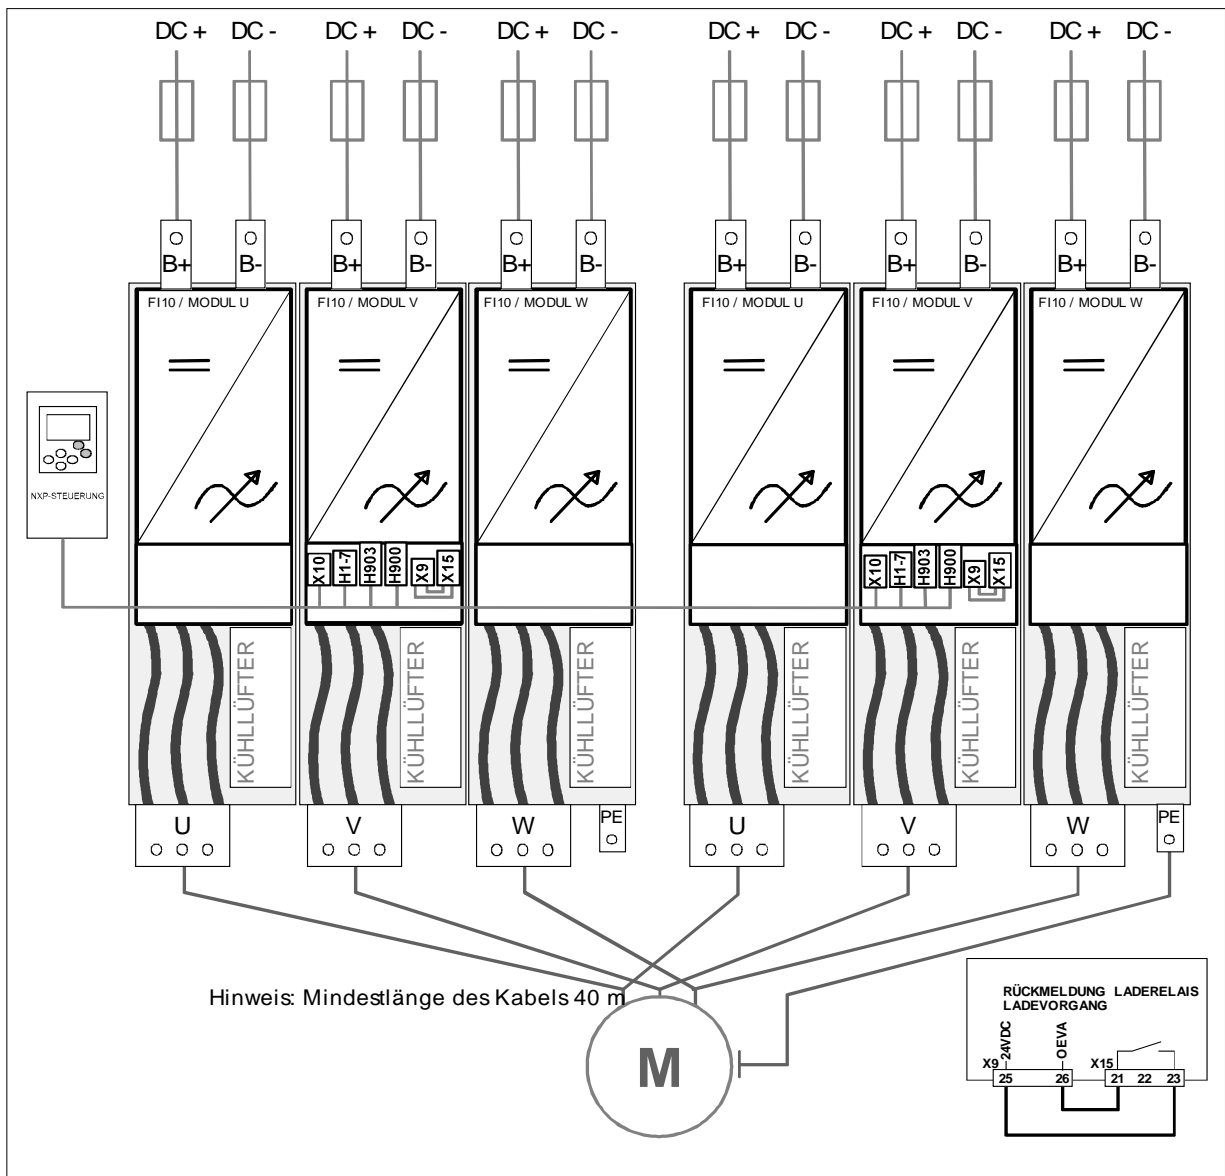 DC + DC - DC + DC - DC + DC - DC + DC - DC + DC - DC + DC -
B+ B- B+ B- B+ B- B+ B- B+ B- B+ B-
FI10 / MODUL U FI10 / MODUL V FI10 / MODUL W FI10 / MODUL U FI10 / MODUL V FI10 / MODUL W
NXP-STEUERUNG
X10 H1-7 H903 H900 X9 X15 X10 H1-7 H903 H900 X9 X15
KÜHLLÜFTER KÜHLLÜFTER KÜHLLÜFTER KÜHLLÜFTER KÜHLLÜFTER KÜHLLÜFTER
U V W PE U V W PE
Hinweis: Mindestlänge des Kabels 40 m
M
RÜCKMELDUNG LADERELAIS
LADEVORGANG
24VDC OEVA
X9 X15
25 26 21 22 23